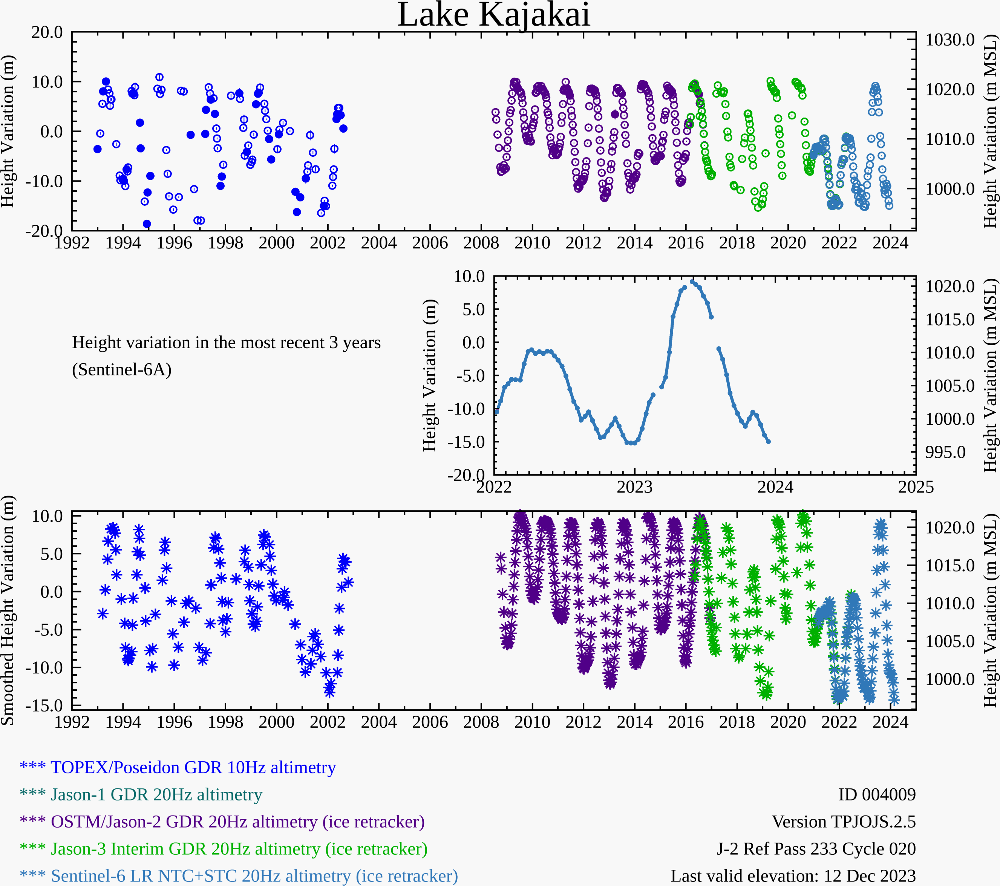 Lake Kajakai
20.0
10.0
0.0
-10.0
-20.0
Height Variation (m)
1030.0
1020.0
1010.0
1000.0
Height Variation (m MSL)
1992 1994 1996 1998 2000 2002 2004 2006 2008 2010 2012 2014 2016 2018 2020 2022 2024
Height variation in the most recent 3 years
(Sentinel-6A)
10.0
5.0
0.0
-5.0
-10.0
-15.0
-20.0
Height Variation (m)
1020.0
1015.0
1010.0
1005.0
1000.0
995.0
Height Variation (m MSL)
2022 2023 2024 2025
10.0
5.0
0.0
-5.0
-10.0
-15.0
Smoothed Height Variation (m)
1020.0
1015.0
1010.0
1005.0
1000.0
Height Variation (m MSL)
1992 1994 1996 1998 2000 2002 2004 2006 2008 2010 2012 2014 2016 2018 2020 2022 2024
*** TOPEX/Poseidon GDR 10Hz altimetry
*** Jason-1 GDR 20Hz altimetry
*** OSTM/Jason-2 GDR 20Hz altimetry (ice retracker)
*** Jason-3 Interim GDR 20Hz altimetry (ice retracker)
*** Sentinel-6 LR NTC+STC 20Hz altimetry (ice retracker)
ID 004009
Version TPJOJS.2.5
J-2 Ref Pass 233 Cycle 020
Last valid elevation: 12 Dec 2023